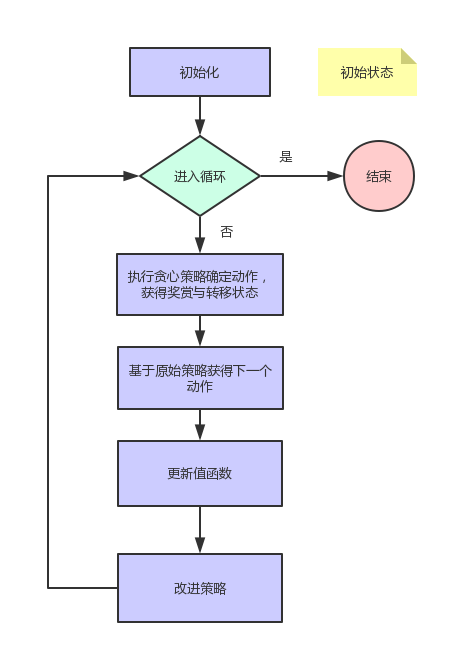 初始化
初始状态
进入循环
是
结束
否
执行贪心策略确定动作，
获得奖赏与转移状态
基于原始策略获得下一个
动作
更新值函数
改进策略